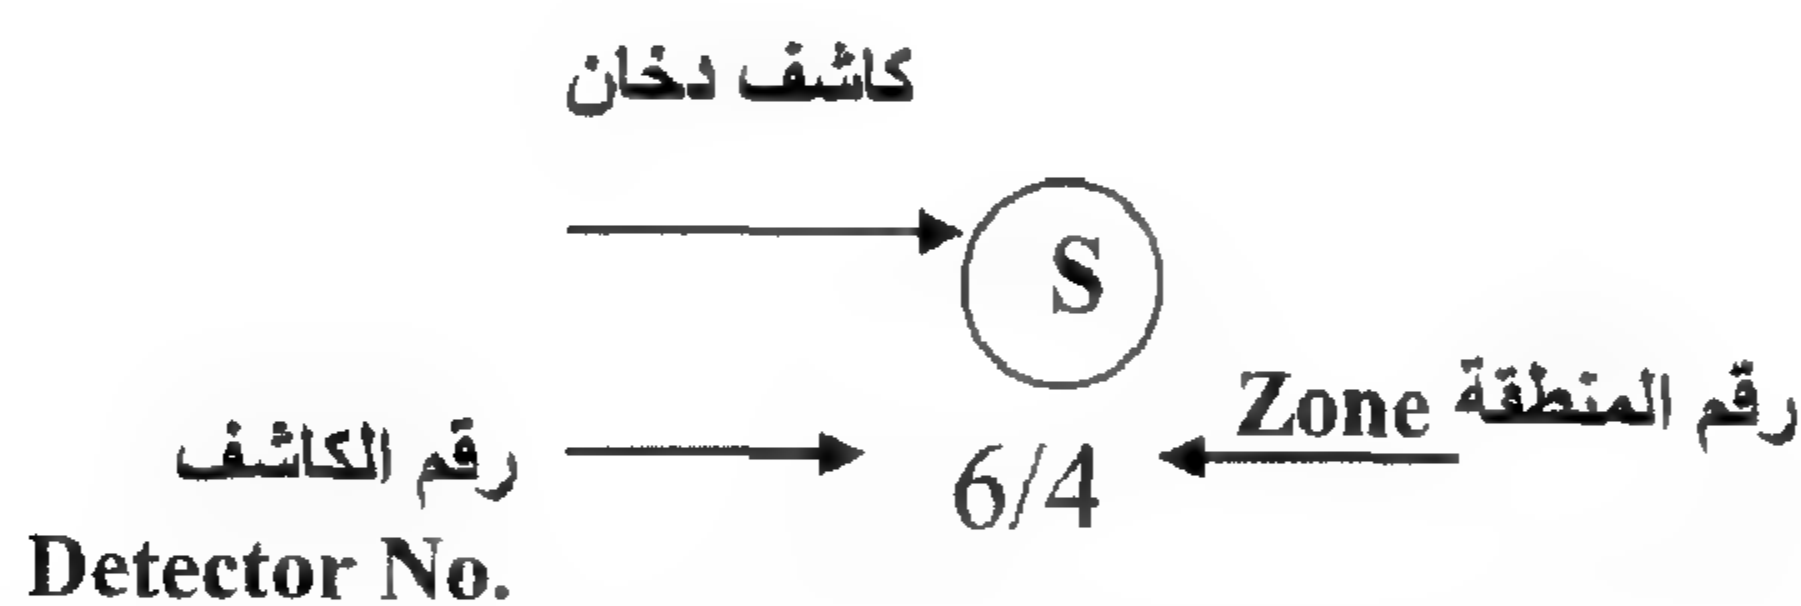 كاشف دخان
S
رقم المنطقة Zone
رقم الكاشف
6/4
Detector No.